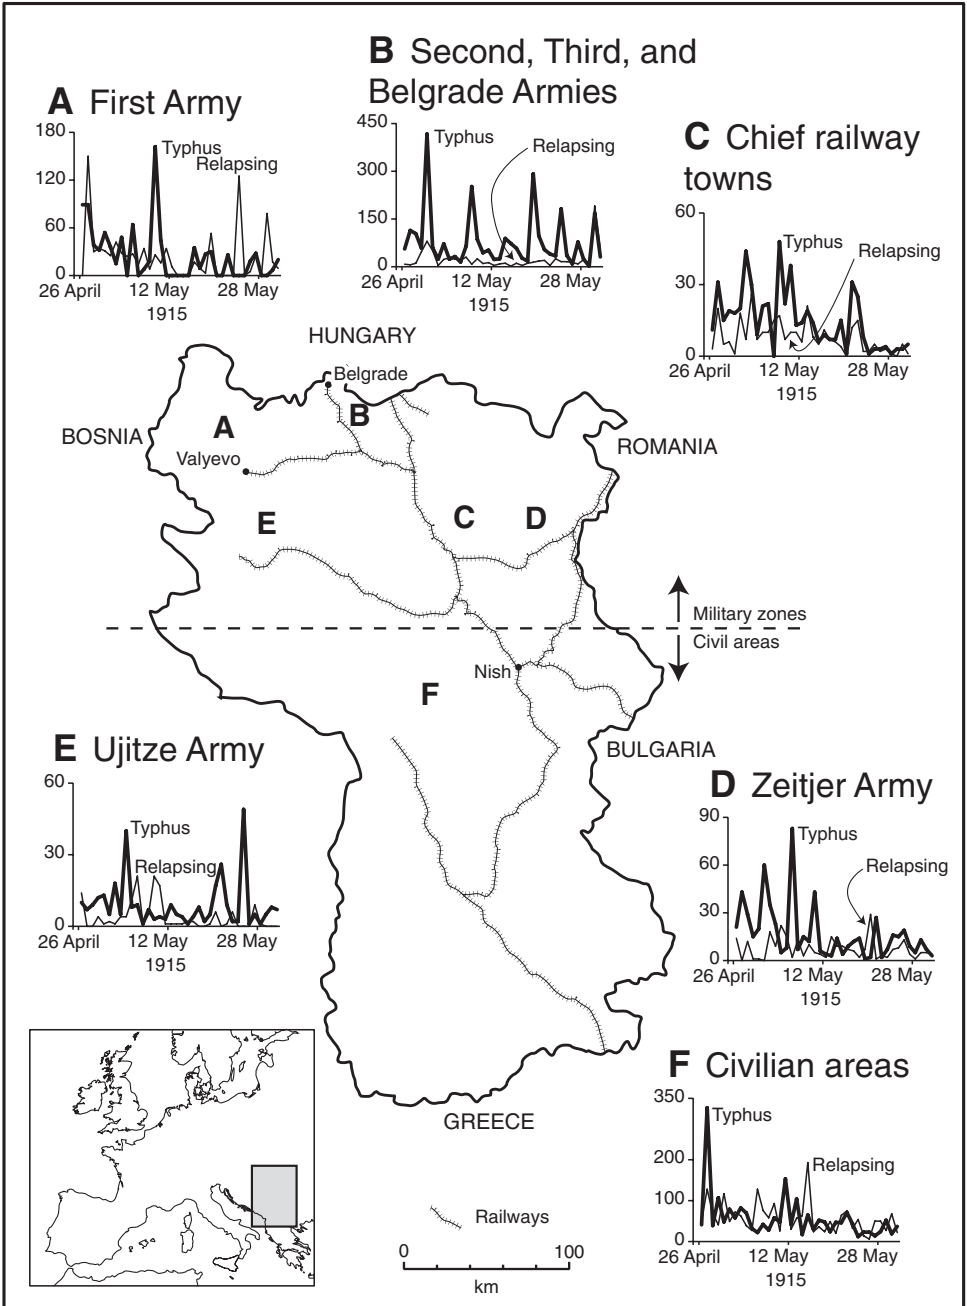 B Second, Third, and
Belgrade Armies
A First Army
180
120
60
0
Typhus
Relapsing
26 April
12 May
28 May
1915
450
300
150
0
Typhus
Relapsing
26 April
12 May
28 May
1915
C Chief railway
towns
60
30
0
Typhus
Relapsing
26 April
12 May
28 May
1915
HUNGARY
Belgrade
B
A
BOSNIA
Valyevo
ROMANIA
E
C
D
Military zones
Civil areas
Nish
F
BULGARIA
E Ujitze Army
60
30
0
Typhus
Relapsing
26 April
12 May
28 May
1915
D Zeitjer Army
90
60
30
0
Typhus
Relapsing
26 April
12 May
28 May
1915
F Civilian areas
350
200
100
0
Typhus
Relapsing
26 April
12 May
28 May
1915
GREECE
Railways
0
100
km